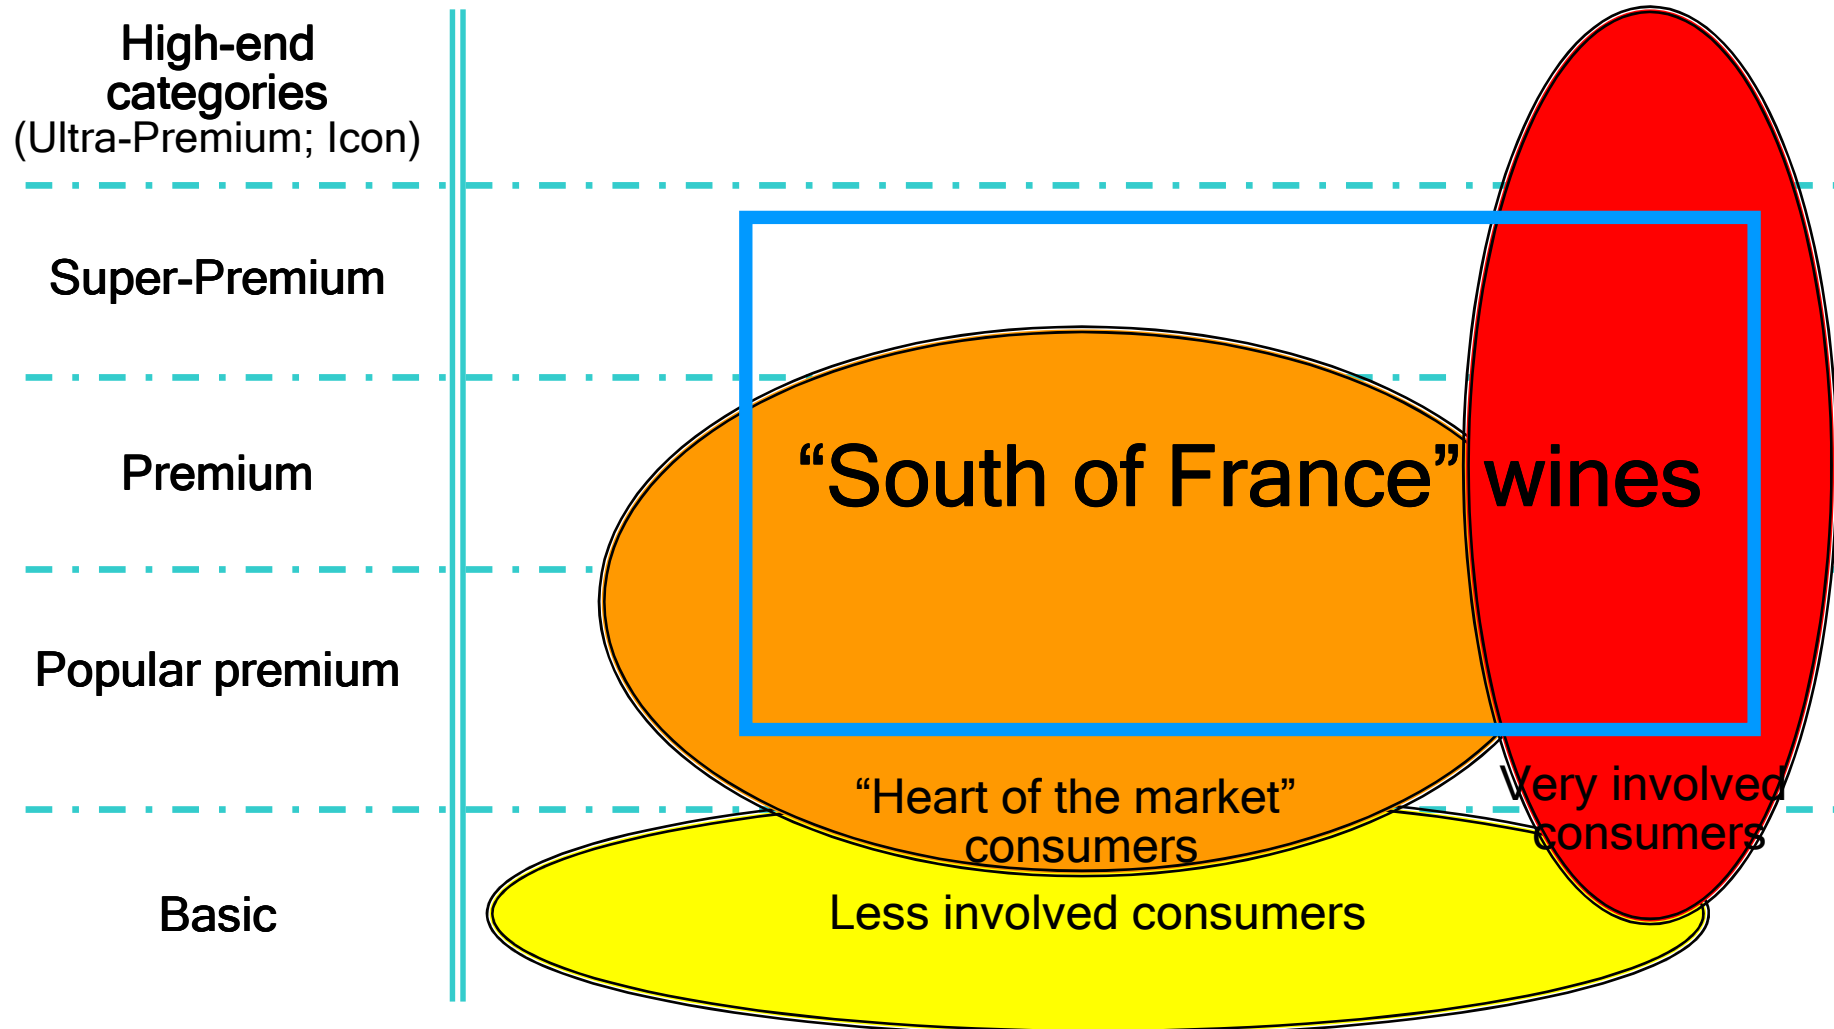 High-end
categories
(Ultra-Premium; Icon)
Super-Premium
Premium
“South of France” wines
Popular premium
“Heart of the market”
consumers
Very involved
consumers
Basic
Less involved consumers